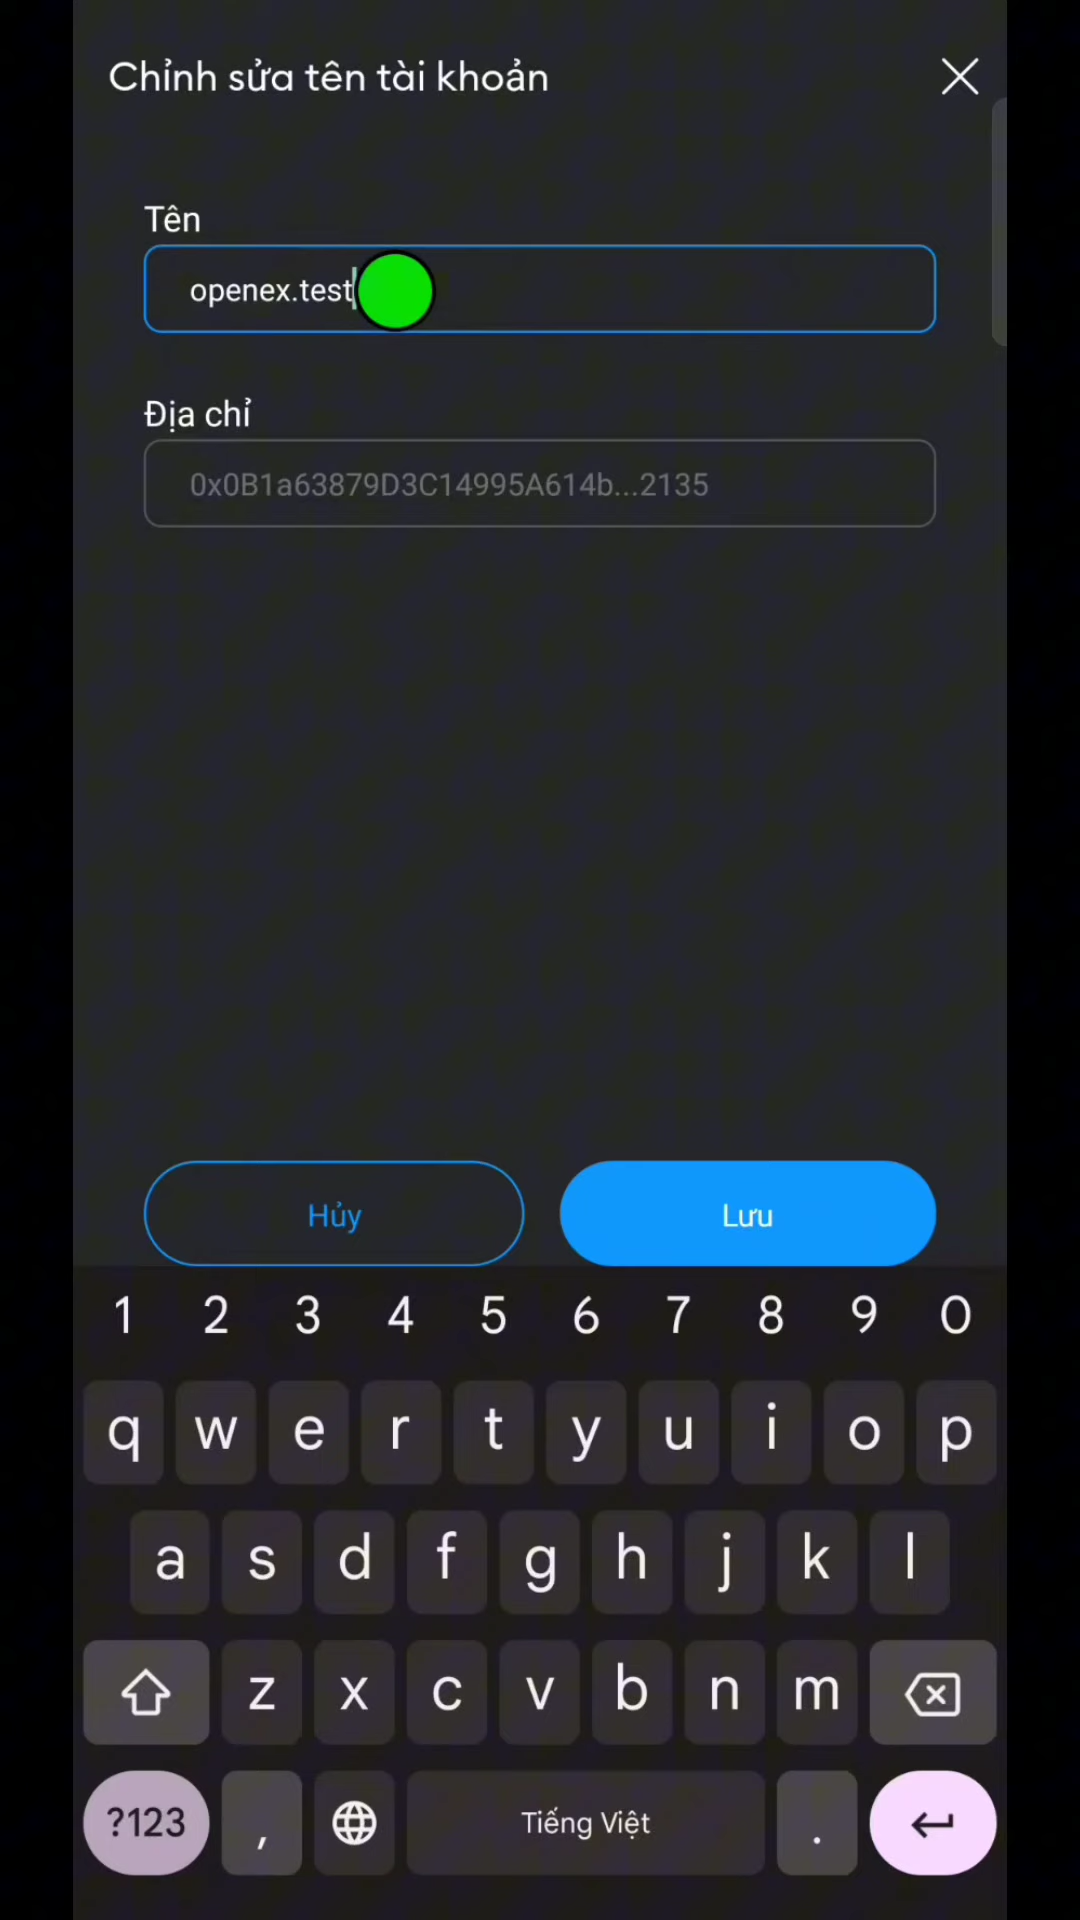 Chỉnh sửa tên tài khoản
Tên
openex.test
Địa chỉ
0x0B1a63879D3C14995A614b...2135
Hủy
Lưu
1 2 3 4 5 6 7 8 9 0
q w e r t y u i o p
a s d f g h j k l
z x c v b n m
?123 , Tiếng Việt .